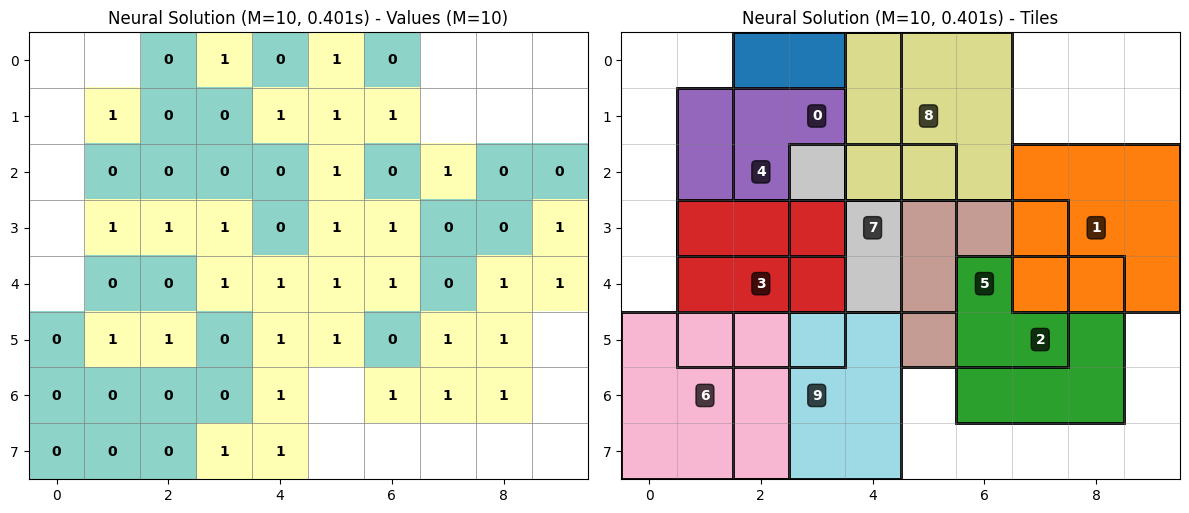 Neural Solution (M=10, 0.401s) - Values (M=10)
Neural Solution (M=10, 0.401s) - Tiles
0 0 1 0 1 0
1 1 0 0 1 1 1
2 0 0 0 0 1 0 1 0 0
3 1 1 1 0 1 1 0 0 1
4 0 0 1 1 1 1 0 1 1
5 0 1 1 0 1 1 0 1 1
6 0 0 0 0 1 1 1 1
7 0 0 0 1 1
0 2 4 6 8
0
1 0 8
2 4
3 7 1
4 3 5
5 2
6 6 9
7
0 2 4 6 8